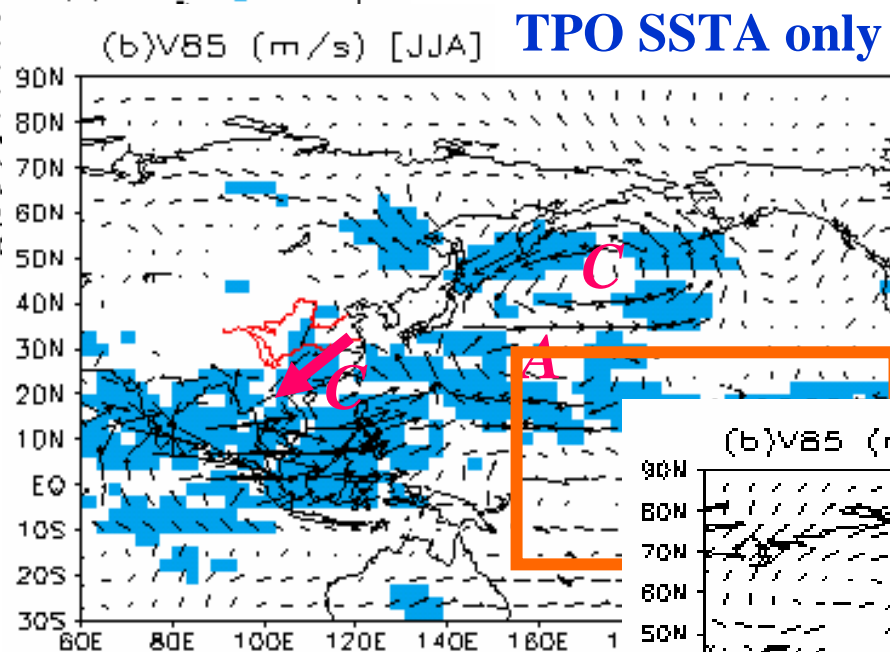 TPO SSTA only
(b)V85 (m/s) [JJA]
90N
80N
70N
60N
50N
40N
30N
20N
10N
EQ
10S
20S
30S
60E 80E 100E 120E 140E 160E 1
C
A
C
(b)V85 (
90N
80N
70N
60N
50N